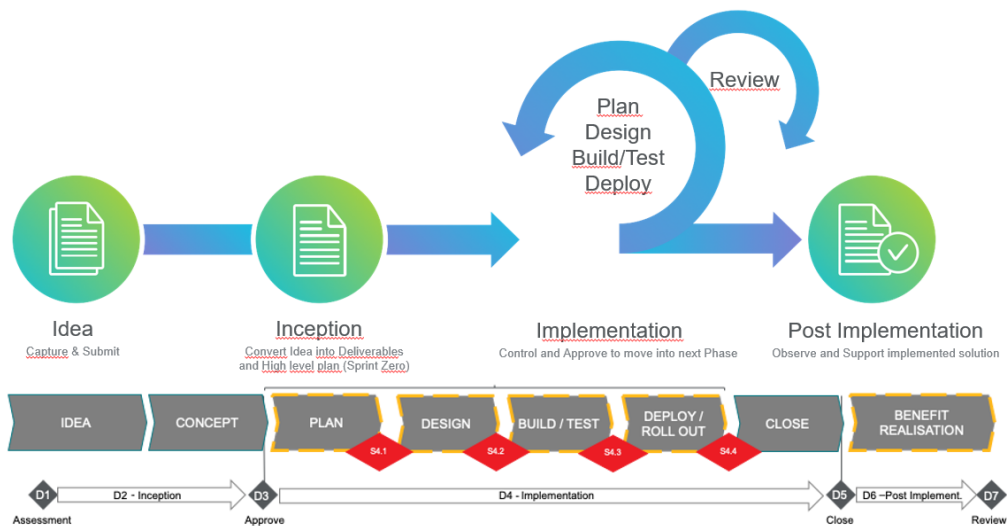 Review
Plan
Design
Build/Test
Deploy
Idea
Capture & Submit
Inception
Convert Idea into Deliverables
and High level plan (Sprint Zero)
Implementation
Control and Approve to move into next Phase
Post Implementation
Observe and Support implemented solution
IDEA
CONCEPT
PLAN
DESIGN
BUILD / TEST
DEPLOY /
ROLL OUT
CLOSE
BENEFIT
REALISATION
S4.1
S4.2
S4.3
S4.4
D1
D2 - Inception
D3
D4 - Implementation
D5
D6 –Post Implement.
D7
Assessment
Approve
Close
Review